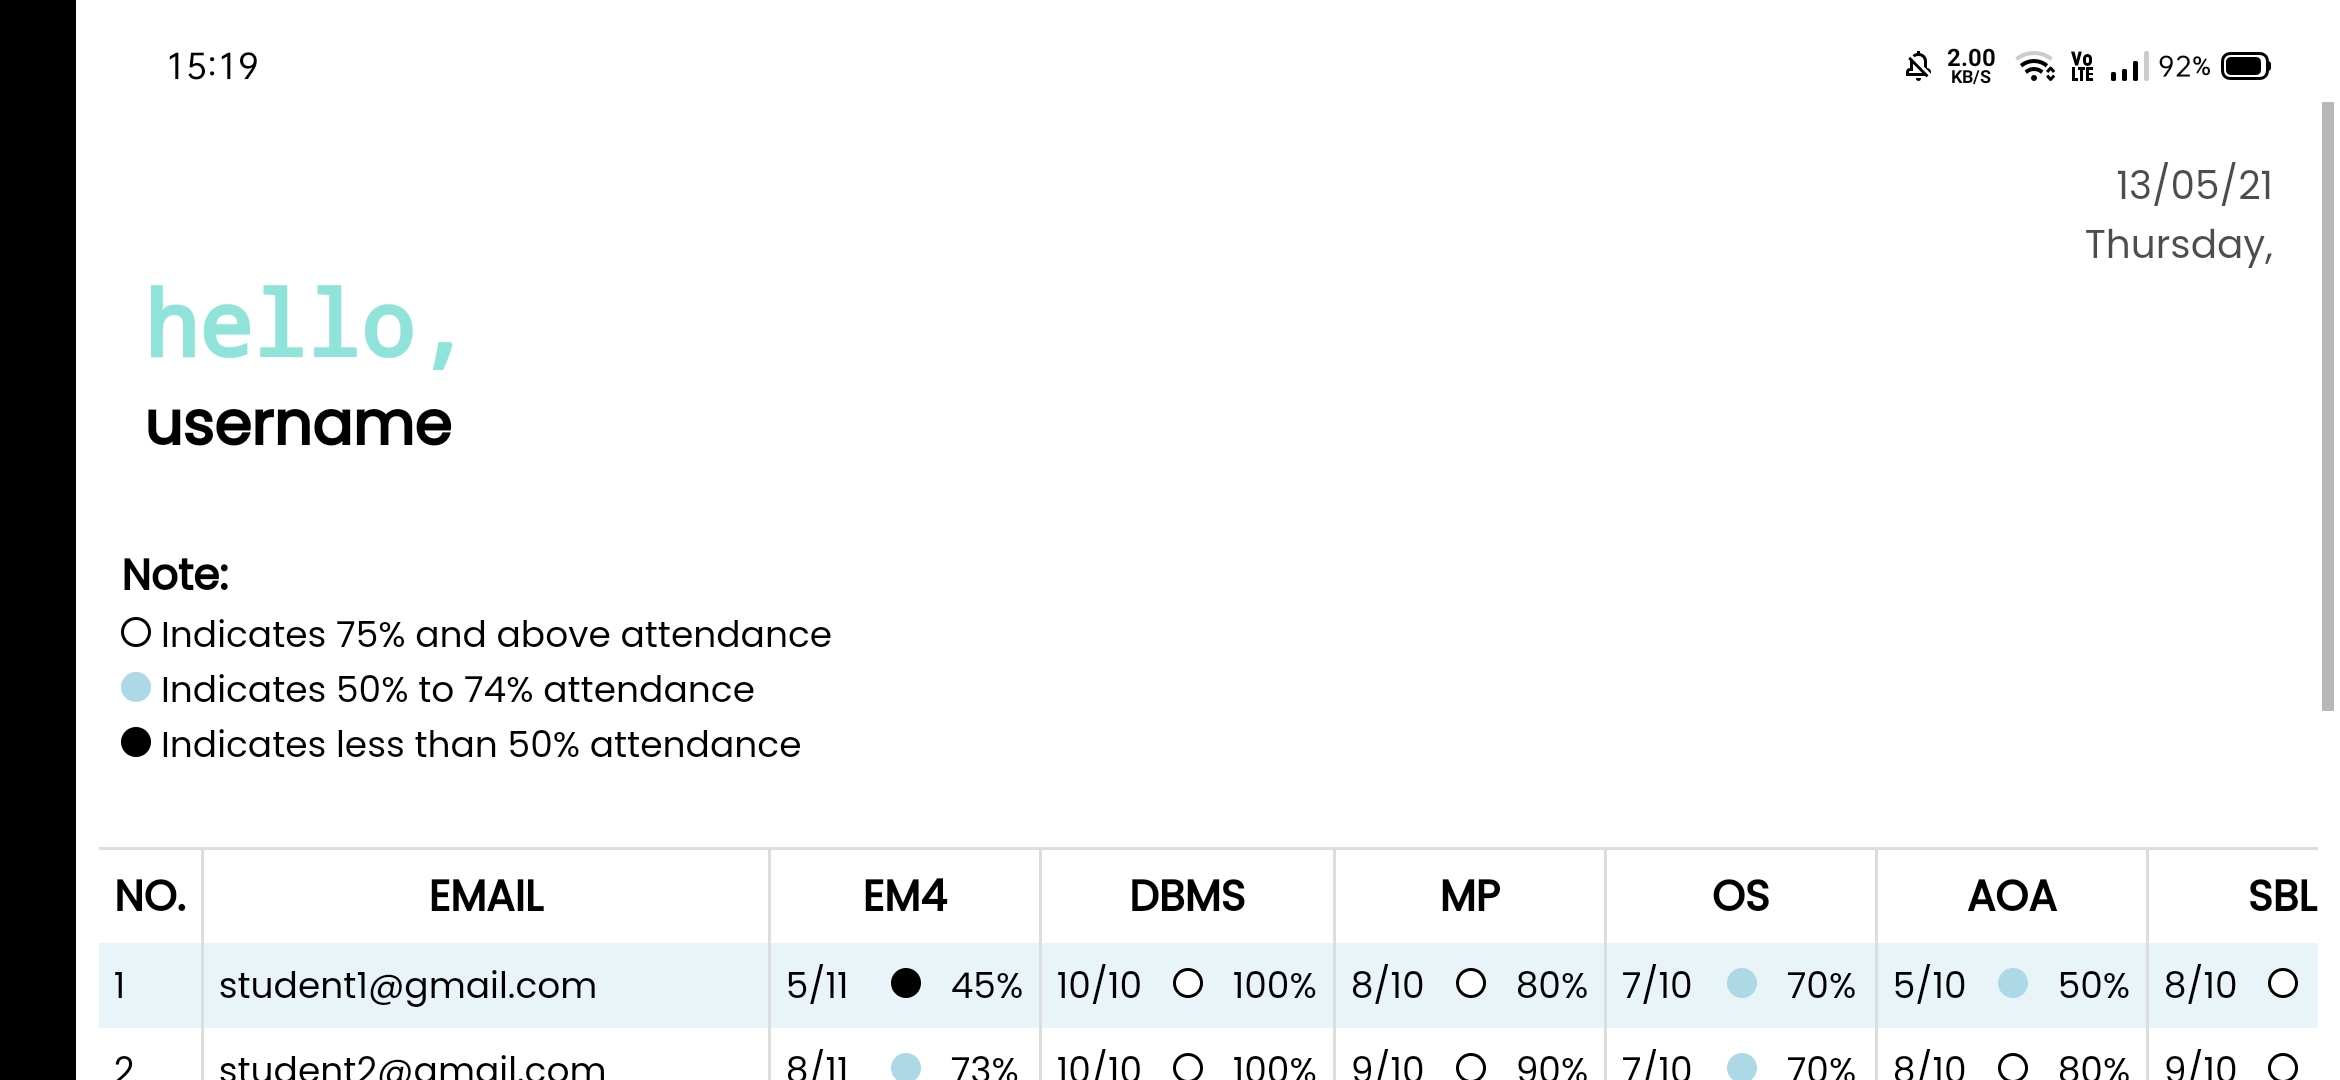 15:19 2.00 KB/S Vo LTE 92%
13/05/21
Thursday,
hello,
username
Note:
Indicates 75% and above attendance
Indicates 50% to 74% attendance
Indicates less than 50% attendance
NO. EMAIL EM4 DBMS MP OS AOA SBL
1 student1@gmail.com 5/11 45% 10/10 100% 8/10 80% 7/10 70% 5/10 50% 8/10
2 student2@gmail.com 8/11 73% 10/10 100% 9/10 90% 7/10 70% 8/10 80% 9/10